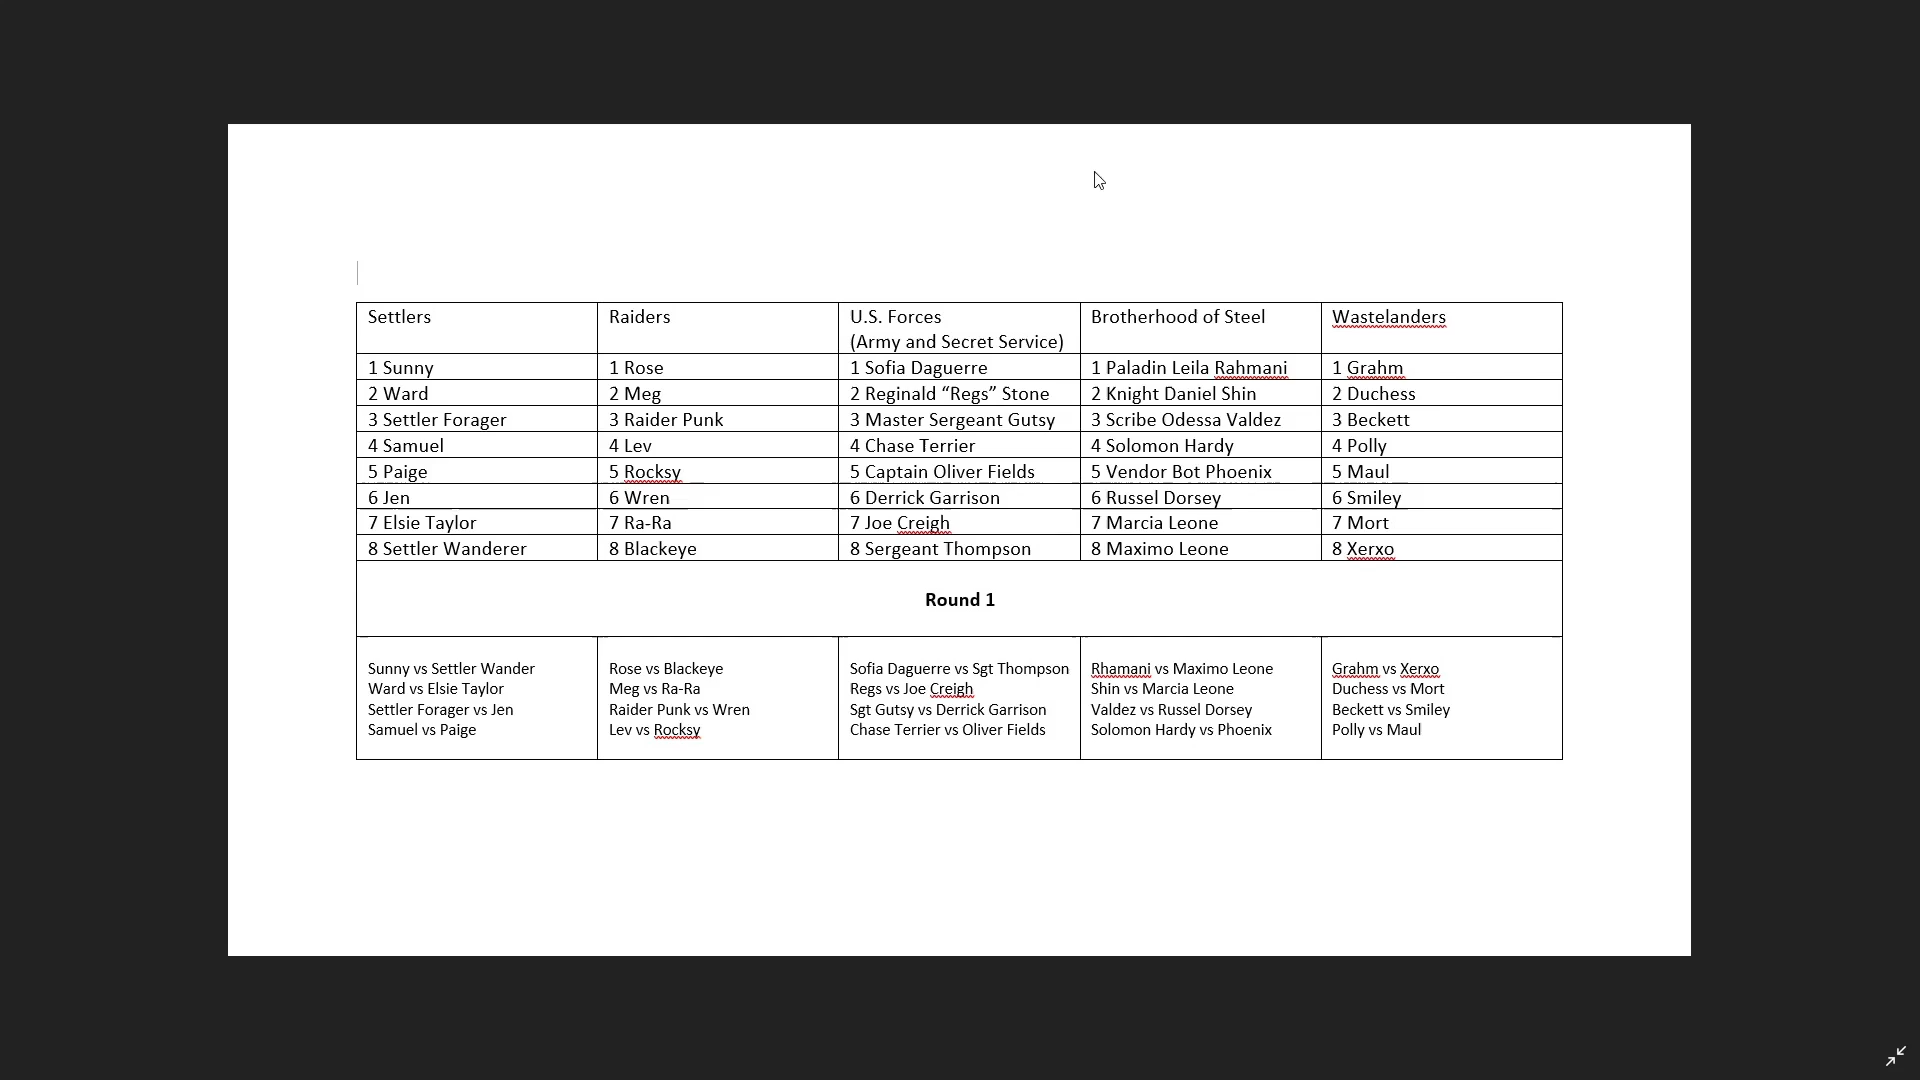 Settlers
Raiders
U.S. Forces
(Army and Secret Service)
Brotherhood of Steel
Wastelanders
1 Sunny
1 Rose
1 Sofia Daguerre
1 Paladin Leila Rahmani
1 Grahm
2 Ward
2 Meg
2 Reginald “Regs” Stone
2 Knight Daniel Shin
2 Duchess
3 Settler Forager
3 Raider Punk
3 Master Sergeant Gutsy
3 Scribe Odessa Valdez
3 Beckett
4 Samuel
4 Lev
4 Chase Terrier
4 Solomon Hardy
4 Polly
5 Paige
5 Rocksy
5 Captain Oliver Fields
5 Vendor Bot Phoenix
5 Maul
6 Jen
6 Wren
6 Derrick Garrison
6 Russel Dorsey
6 Smiley
7 Elsie Taylor
7 Ra-Ra
7 Joe Creigh
7 Marcia Leone
7 Mort
8 Settler Wanderer
8 Blackeye
8 Sergeant Thompson
8 Maximo Leone
8 Xerxo
Round 1
Sunny vs Settler Wander
Ward vs Elsie Taylor
Settler Forager vs Jen
Samuel vs Paige
Rose vs Blackeye
Meg vs Ra-Ra
Raider Punk vs Wren
Lev vs Rocksy
Sofia Daguerre vs Sgt Thompson
Regs vs Joe Creigh
Sgt Gutsy vs Derrick Garrison
Chase Terrier vs Oliver Fields
Rhamani vs Maximo Leone
Shin vs Marcia Leone
Valdez vs Russel Dorsey
Solomon Hardy vs Phoenix
Grahm vs Xerxo
Duchess vs Mort
Beckett vs Smiley
Polly vs Maul